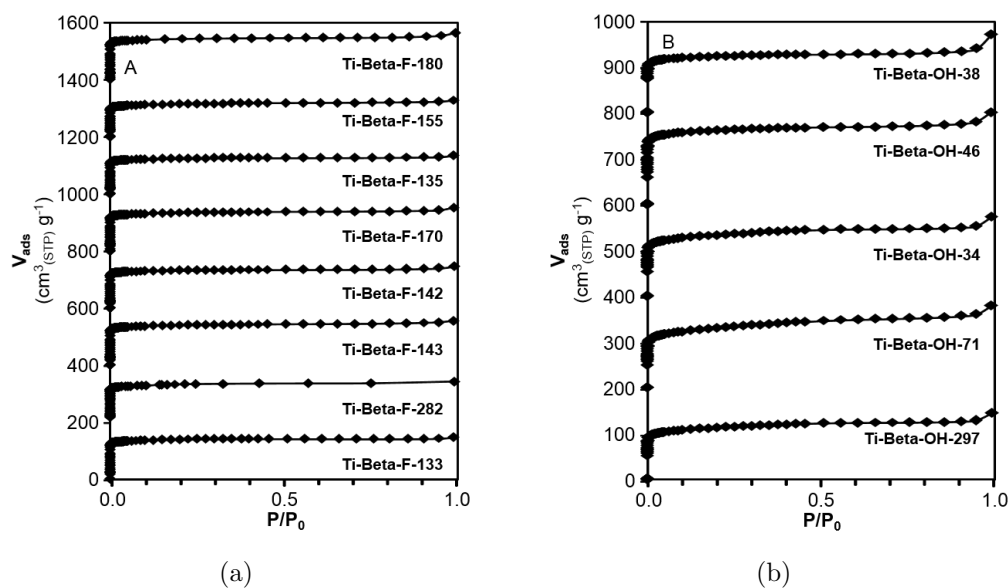 1600
1400
1200
1000
800
600
400
200
0
A
Ti-Beta-F-180
Ti-Beta-F-155
Ti-Beta-F-135
Ti-Beta-F-170
Ti-Beta-F-142
Ti-Beta-F-143
Ti-Beta-F-282
Ti-Beta-F-133
V_ads
(cm³(STP) g⁻¹)
0.0 0.5 1.0
P/P₀
(a)
1000
900
800
700
600
500
400
300
200
100
0
B
Ti-Beta-OH-38
Ti-Beta-OH-46
Ti-Beta-OH-34
Ti-Beta-OH-71
Ti-Beta-OH-297
V_ads
(cm³(STP) g⁻¹)
0.0 0.5 1.0
P/P₀
(b)